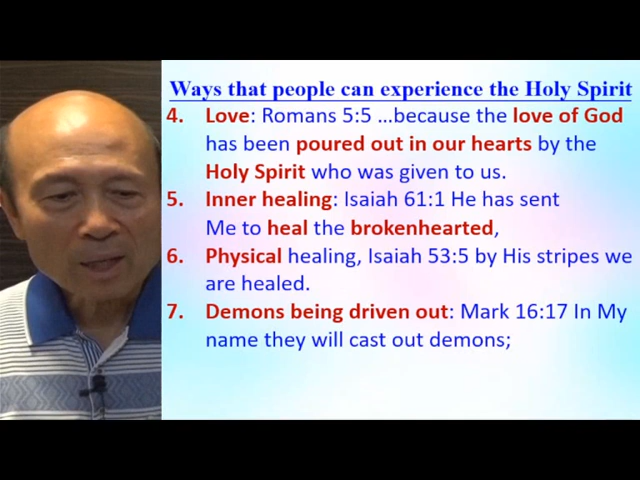 Ways that people can experience the Holy Spirit
4. Love: Romans 5:5 ...because the love of God
has been poured out in our hearts by the
Holy Spirit who was given to us.
5. Inner healing: Isaiah 61:1 He has sent
Me to heal the brokenhearted,
6. Physical healing, Isaiah 53:5 by His stripes we
are healed.
7. Demons being driven out: Mark 16:17 In My
name they will cast out demons;